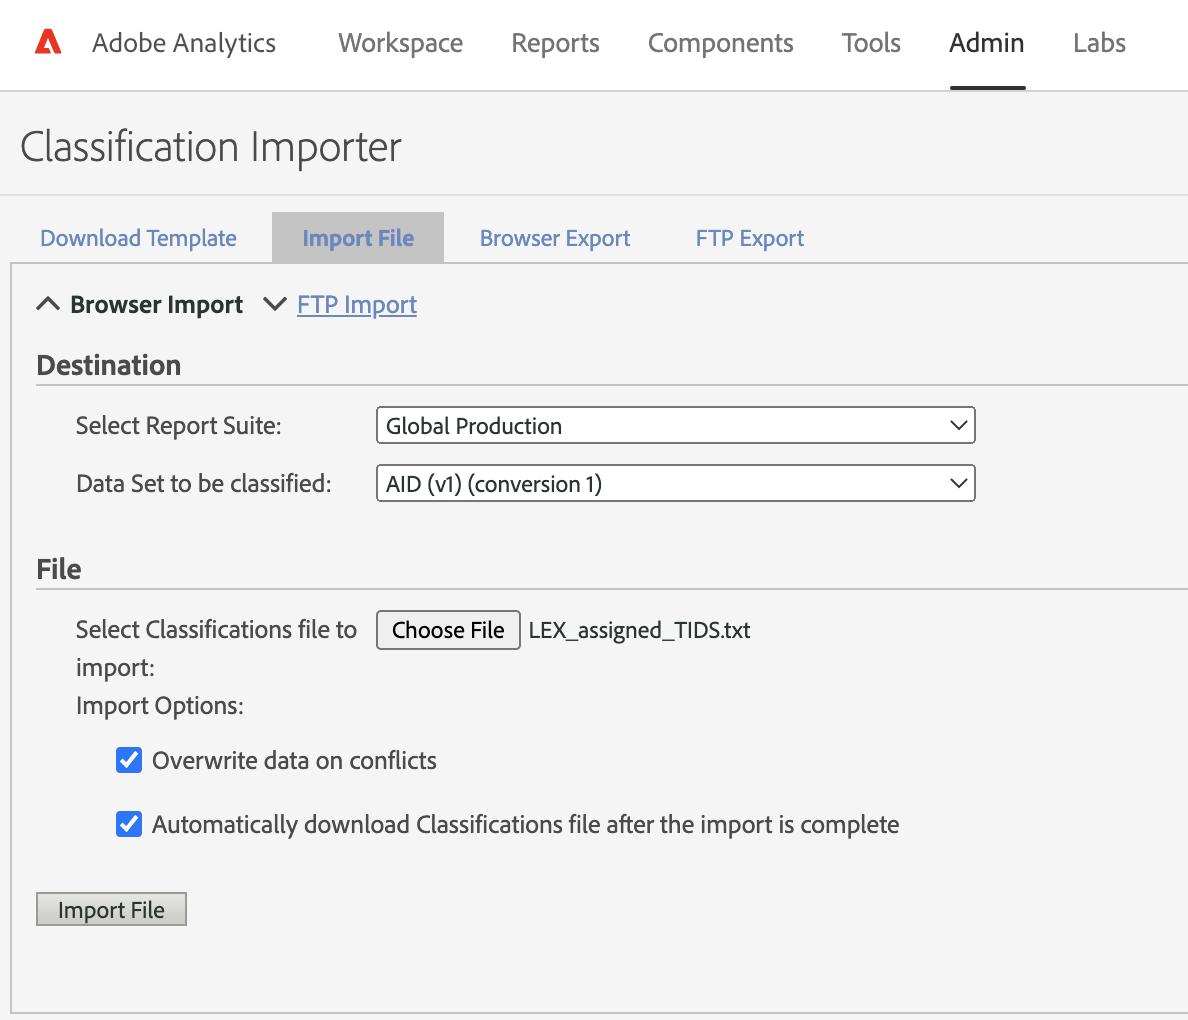 Adobe Analytics Workspace Reports Components Tools Admin Labs
Classification Importer
Download Template Import File Browser Export FTP Export
Browser Import FTP Import
Destination
Select Report Suite: Global Production
Data Set to be classified: AID (v1) (conversion 1)
File
Select Classifications file to Choose File LEX_assigned_TIDS.txt
import:
Import Options:
Overwrite data on conflicts
Automatically download Classifications file after the import is complete
Import File